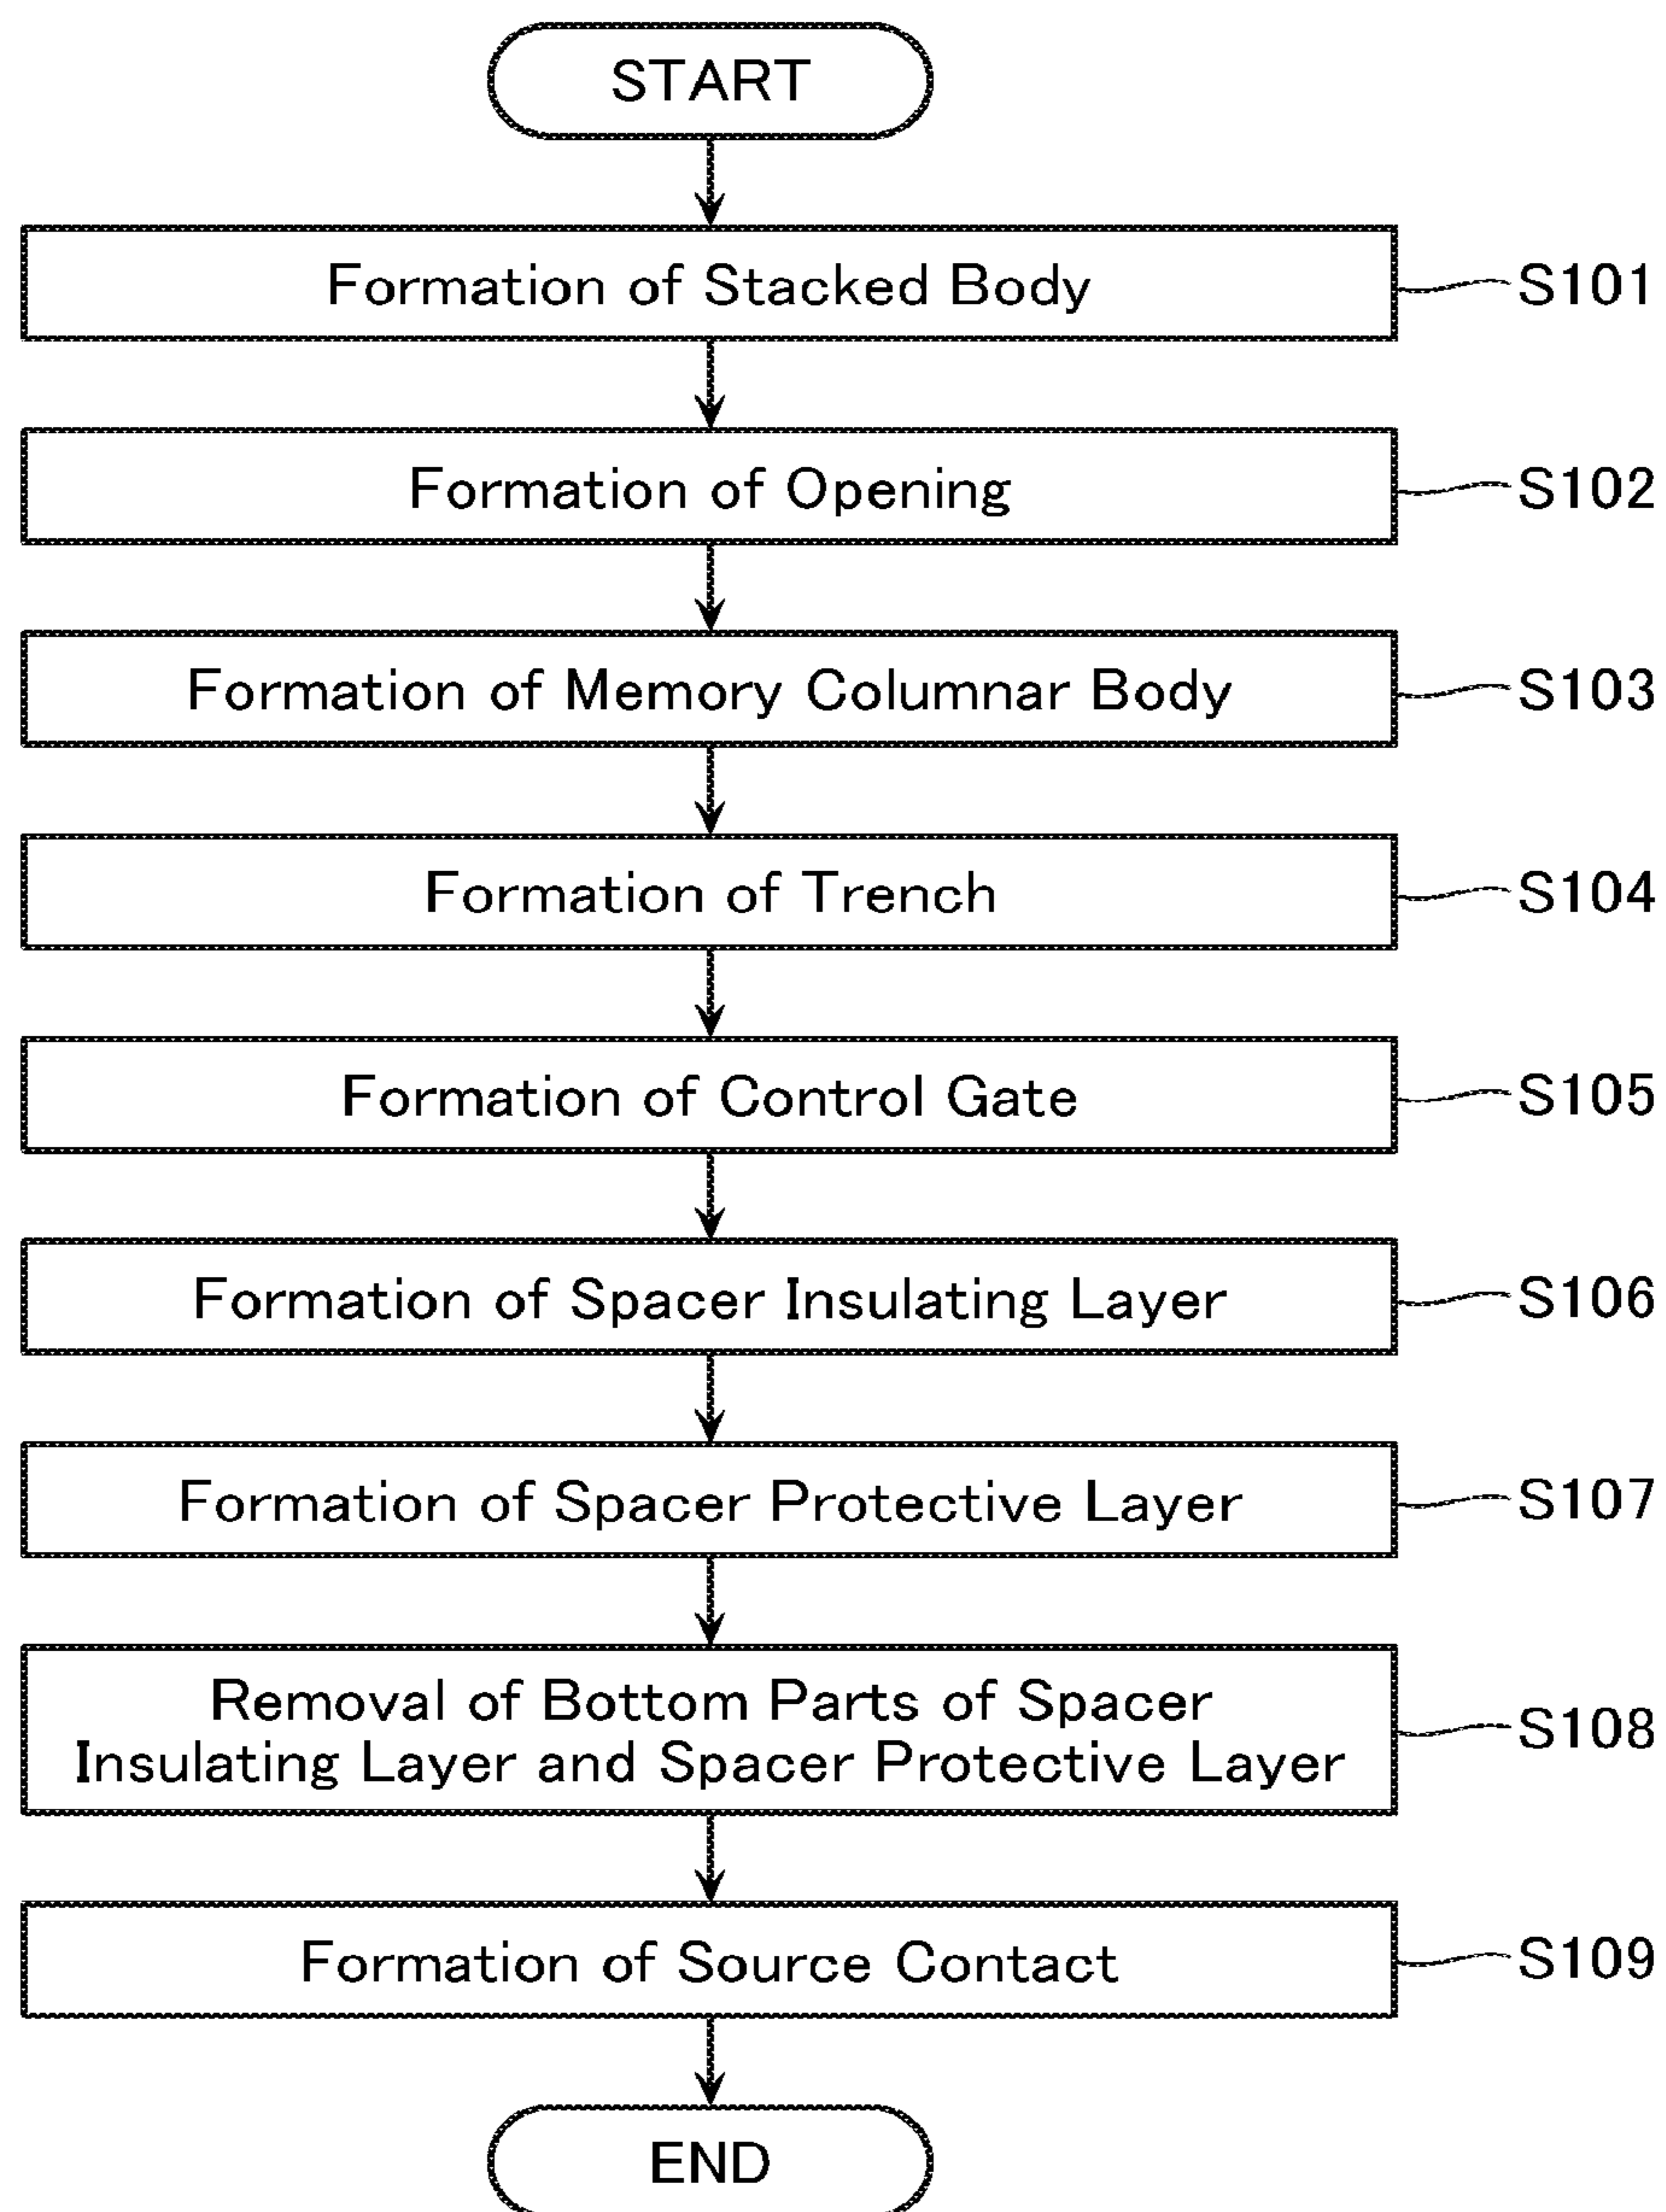 START
Formation of Stacked Body
S101
Formation of Opening
S102
Formation of Memory Columnar Body
S103
Formation of Trench
S104
Formation of Control Gate
S105
Formation of Spacer Insulating Layer
S106
Formation of Spacer Protective Layer
S107
Removal of Bottom Parts of Spacer
Insulating Layer and Spacer Protective Layer
S108
Formation of Source Contact
S109
END